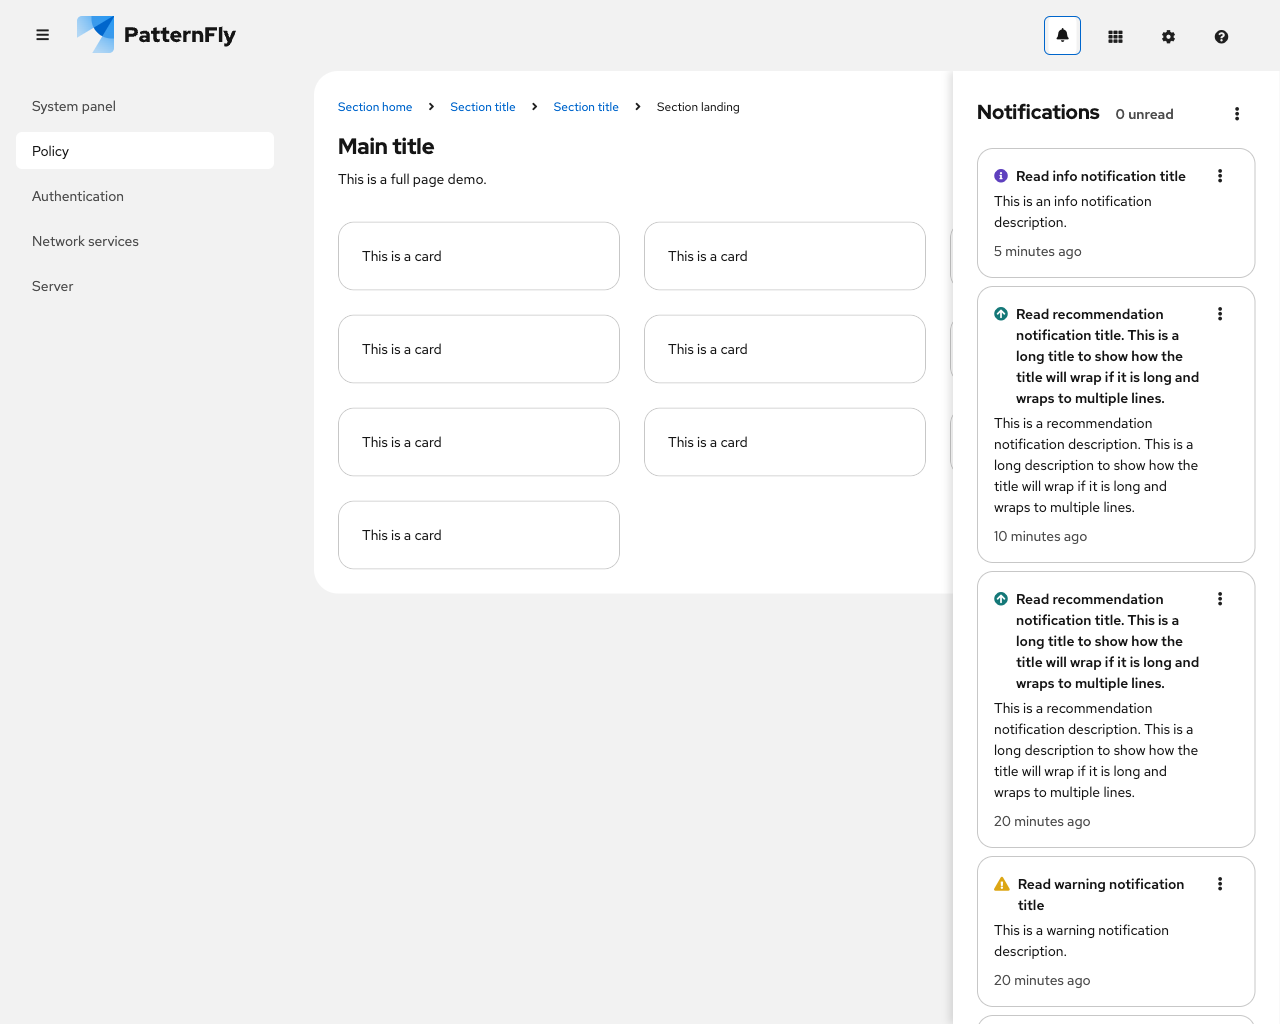 PatternFly
System panel
Policy
Authentication
Network services
Server
Section home
Section title
Section title
Section landing
Main title
This is a full page demo.
This is a card
This is a card
This is a card
This is a card
This is a card
This is a card
This is a card
Notifications
0 unread
Read info notification title
This is an info notification
description.
5 minutes ago
Read recommendation
notification title. This is a
long title to show how the
title will wrap if it is long and
wraps to multiple lines.
This is a recommendation
notification description. This is a
long description to show how the
title will wrap if it is long and
wraps to multiple lines.
10 minutes ago
Read recommendation
notification title. This is a
long title to show how the
title will wrap if it is long and
wraps to multiple lines.
This is a recommendation
notification description. This is a
long description to show how the
title will wrap if it is long and
wraps to multiple lines.
20 minutes ago
Read warning notification
title
This is a warning notification
description.
20 minutes ago